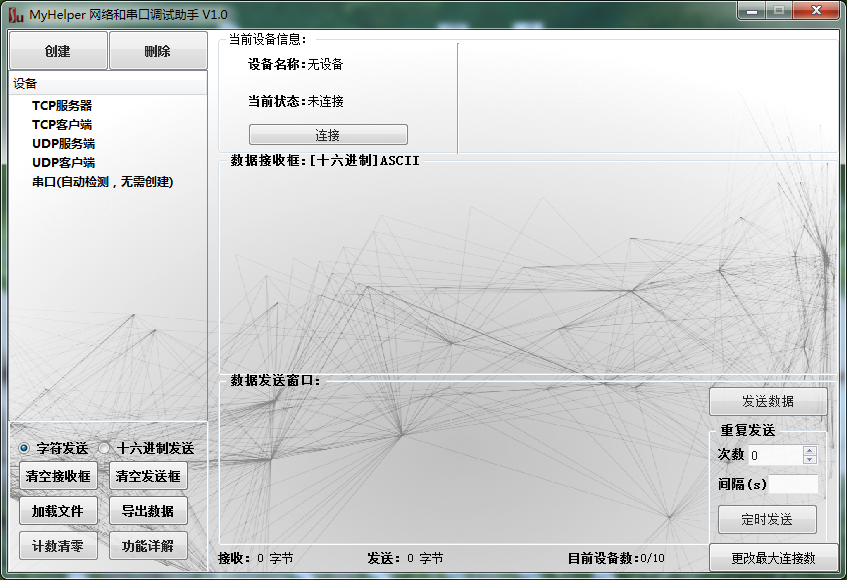 MyHelper 网络和串口调试助手 V1.0
创建 删除
设备
TCP服务器
TCP客户端
UDP服务端
UDP客户端
串口(自动检测，无需创建)
字符发送 十六进制发送
清空接收框 清空发送框
加载文件 导出数据
计数清零 功能详解
当前设备信息:
设备名称:无设备
当前状态:未连接
连接
数据接收框:[十六进制]ASCII
数据发送窗口:
发送数据
重复发送
次数 0
间隔(s)
定时发送
接收: 0 字节 发送: 0 字节 目前设备数:0/10 更改最大连接数